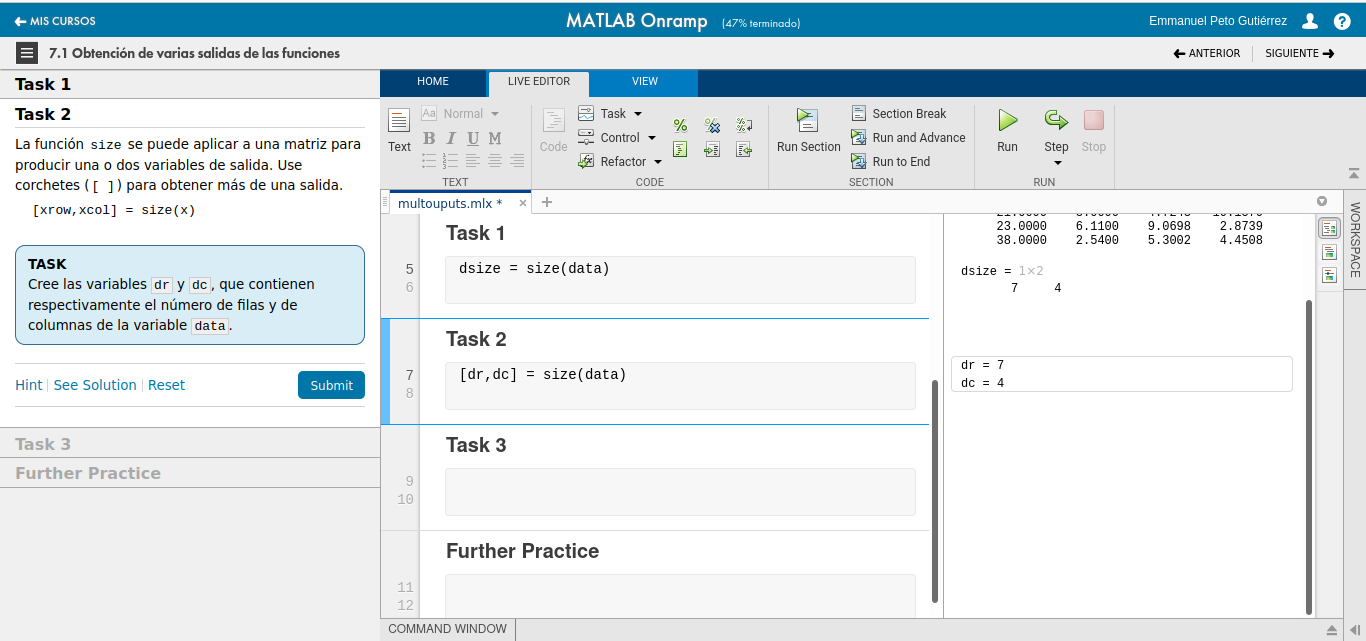 MIS CURSOS
MATLAB Onramp (47% terminado)
Emmanuel Peto Gutiérrez
7.1 Obtención de varias salidas de las funciones
ANTERIOR
SIGUIENTE
Task 1
Task 2
La función size se puede aplicar a una matriz para
producir una o dos variables de salida. Use
corchetes ([ ]) para obtener más de una salida.
[xrow,xcol] = size(x)
TASK
Cree las variables dr y dc, que contienen
respectivamente el número de filas y de
columnas de la variable data.
Hint
See Solution
Reset
Submit
Task 3
Further Practice
HOME
LIVE EDITOR
VIEW
Text
Aa Normal
B I U M
TEXT
Code
Task
Control
Refactor
CODE
Run Section
Section Break
Run and Advance
Run to End
SECTION
Run
Step
Stop
RUN
multouputs.mlx *
Task 1
5 dsize = size(data)
6
Task 2
7 [dr,dc] = size(data)
8
Task 3
9
10
Further Practice
11
12
23.0000 6.1100 9.0698 2.8739
38.0000 2.5400 5.3002 4.4508
dsize = 1×2
7 4
dr = 7
dc = 4
WORKSPACE
COMMAND WINDOW